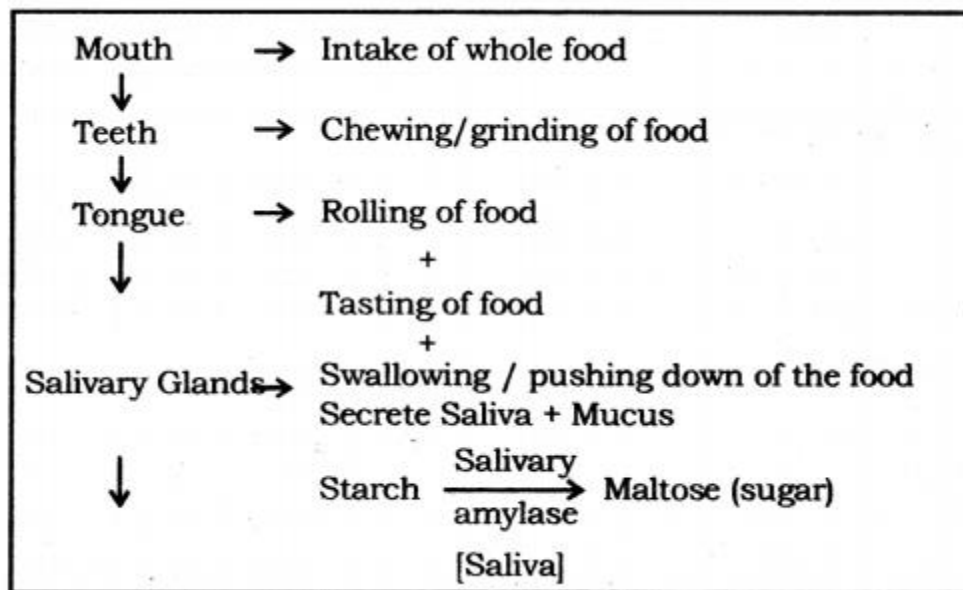 Mouth → Intake of whole food
↓
Teeth → Chewing/grinding of food
↓
Tongue → Rolling of food
↓ +
Tasting of food
+
Salivary Glands → Swallowing / pushing down of the food
Secrete Saliva + Mucus
Salivary
↓ Starch → Maltose (sugar)
amylase
[Saliva]